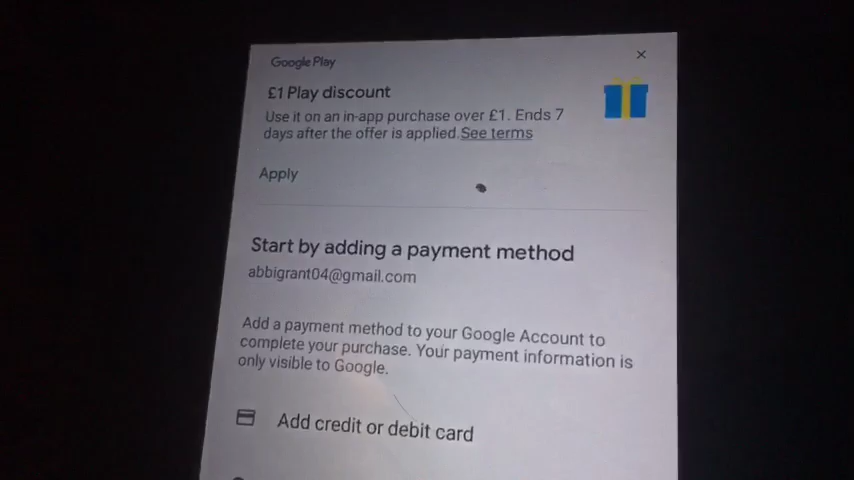 Google Play
£1 Play discount
Use it on an in-app purchase over £1. Ends 7
days after the offer is applied. See terms
Apply
Start by adding a payment method
abbigrant04@gmail.com
Add a payment method to your Google Account to
complete your purchase. Your payment information is
only visible to Google.
Add credit or debit card